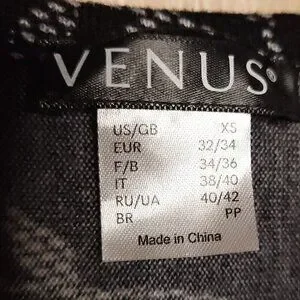 VENUS
US/GB XS
EUR 32/34
F/B 34/36
IT 38/40
RU/UA 40/42
BR PP
Made in China